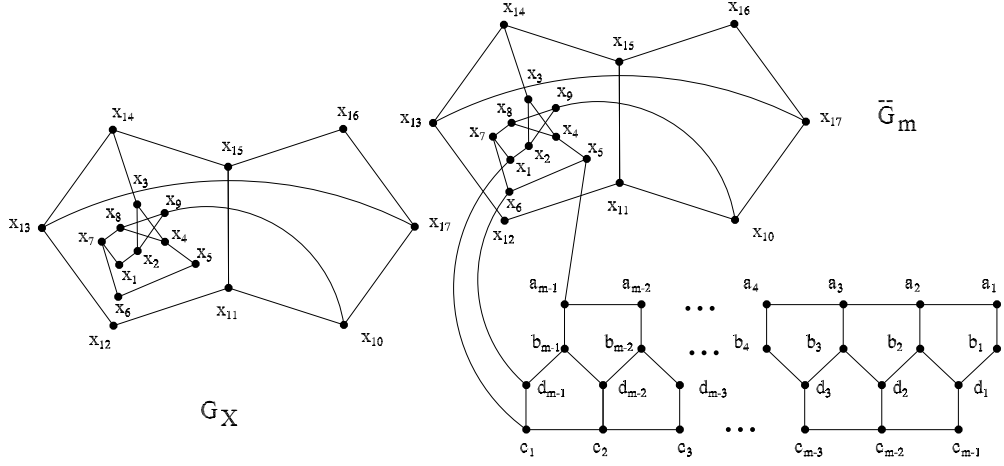 x14 x15 x16
x3 x9
x13 x8 x17
x7 x4
x2 x5
x1
x6
x12 x11 x10
G̅̈m
x14 x16
x15
x3
x13 x8 x9 x17
x7 x4
x2
x1 x5
x6
x12 x11 x10
am-1 am-2 ... a4 a3 a2 a1
bm-1 bm-2 ... b4 b3 b2 b1
dm-1 dm-2 dm-3 d3 d2 d1
c1 c2 c3 ... cm-3 cm-2 cm-1
GX